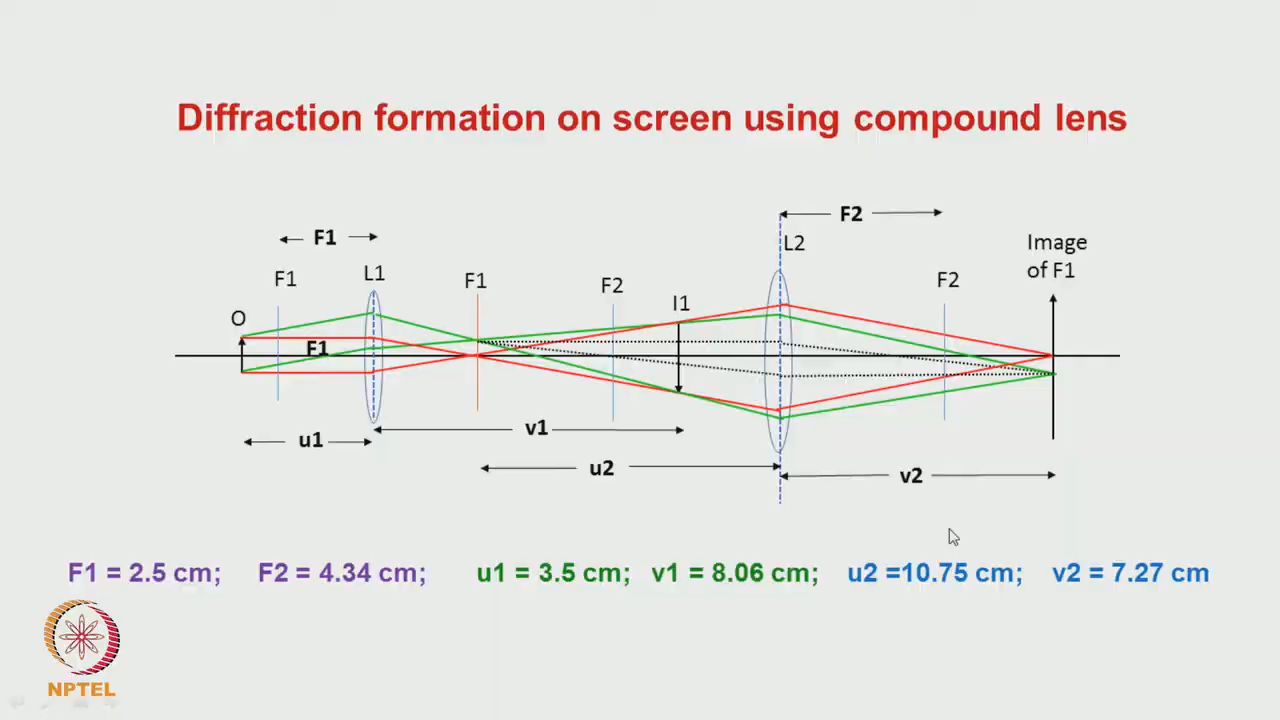 Diffraction formation on screen using compound lens
F2
F1
L2
Image
of F1
F1
L1
F1
F2
F2
I1
O
F1
v1
u1
u2
v2
F1 = 2.5 cm; F2 = 4.34 cm; u1 = 3.5 cm; v1 = 8.06 cm; u2 =10.75 cm; v2 = 7.27 cm
NPTEL